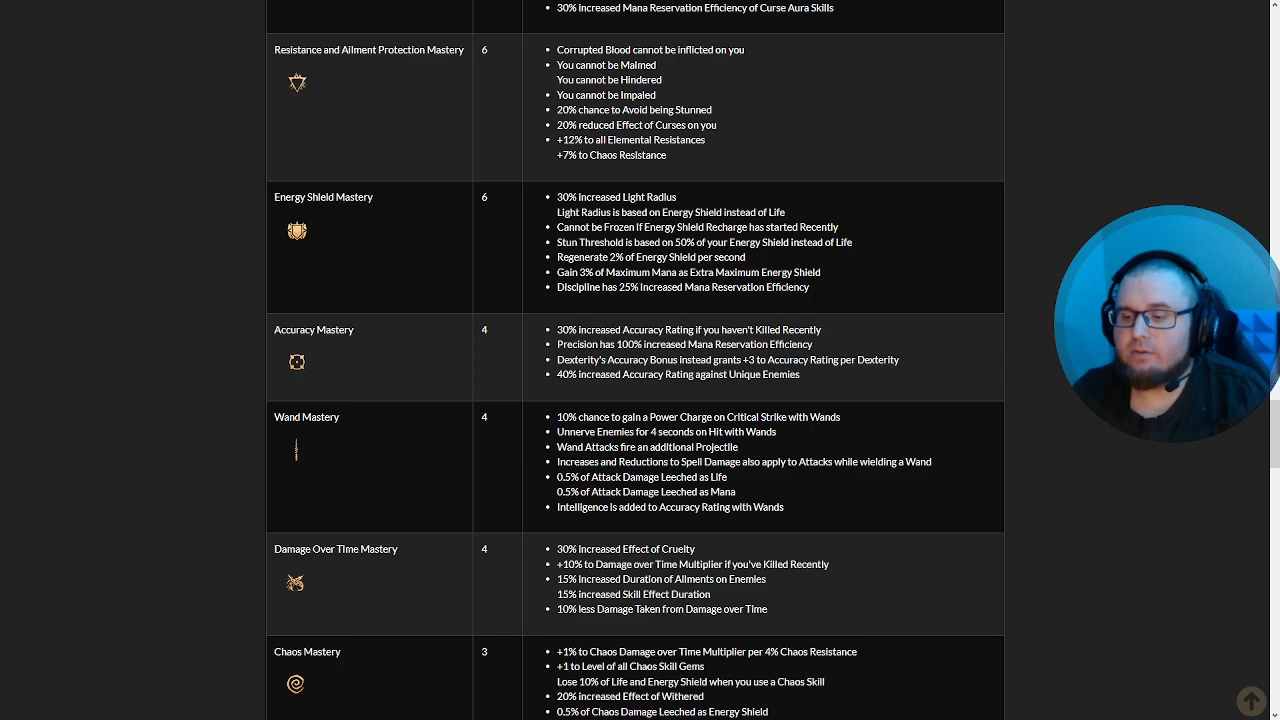 30% increased Mana Reservation Efficiency of Curse Aura Skills
Resistance and Ailment Protection Mastery
6
Corrupted Blood cannot be inflicted on you
You cannot be Maimed
You cannot be Hindered
You cannot be Impaled
20% chance to Avoid being Stunned
20% reduced Effect of Curses on you
+12% to all Elemental Resistances
+7% to Chaos Resistance
Energy Shield Mastery
6
30% increased Light Radius
Light Radius is based on Energy Shield instead of Life
Cannot be Frozen if Energy Shield Recharge has started Recently
Stun Threshold is based on 50% of your Energy Shield instead of Life
Regenerate 2% of Energy Shield per second
Gain 3% of Maximum Mana as Extra Maximum Energy Shield
Discipline has 25% increased Mana Reservation Efficiency
Accuracy Mastery
4
30% increased Accuracy Rating if you haven't Killed Recently
Precision has 100% increased Mana Reservation Efficiency
Dexterity's Accuracy Bonus instead grants +3 to Accuracy Rating per Dexterity
40% increased Accuracy Rating against Unique Enemies
Wand Mastery
4
10% chance to gain a Power Charge on Critical Strike with Wands
Unnerve Enemies for 4 seconds on Hit with Wands
Wand Attacks fire an additional Projectile
Increases and Reductions to Spell Damage also apply to Attacks while wielding a Wand
0.5% of Attack Damage Leeched as Life
0.5% of Attack Damage Leeched as Mana
Intelligence is added to Accuracy Rating with Wands
Damage Over Time Mastery
4
30% increased Effect of Cruelty
+10% to Damage over Time Multiplier if you've Killed Recently
15% increased Duration of Ailments on Enemies
15% increased Skill Effect Duration
10% less Damage Taken from Damage over Time
Chaos Mastery
3
+1% to Chaos Damage over Time Multiplier per 4% Chaos Resistance
+1 to Level of all Chaos Skill Gems
Lose 10% of Life and Energy Shield when you use a Chaos Skill
20% increased Effect of Withered
0.5% of Chaos Damage Leeched as Energy Shield